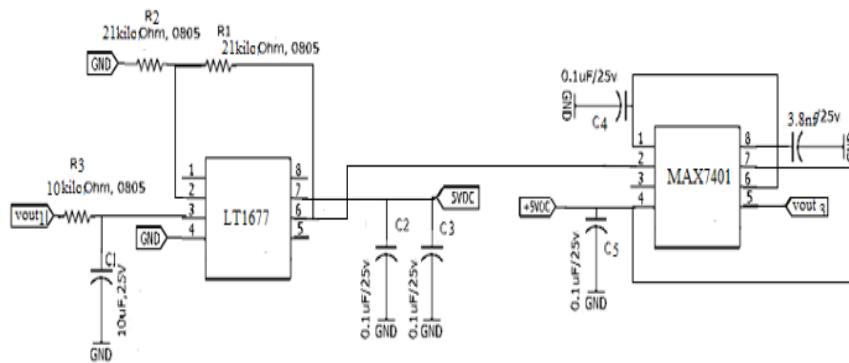 R2
21kilo;Ohm, 0805
R1
21kilo;Ohm, 0805
GND
R3
10kilo;Ohm, 0805
vout1
GND
C1
10uF,25V
GND
1
2
3
4
8
7
6
5
LT1677
5VDC
C2
C3
0.1uF/25v
0.1uF/25v
GND
GND
0.1uF/25v
GND
C4
1
2
3
4
8
7
6
5
MAX7401
3.8nf/25v
GND
+5VDC
C5
0.1uF/25v
GND
vout 3